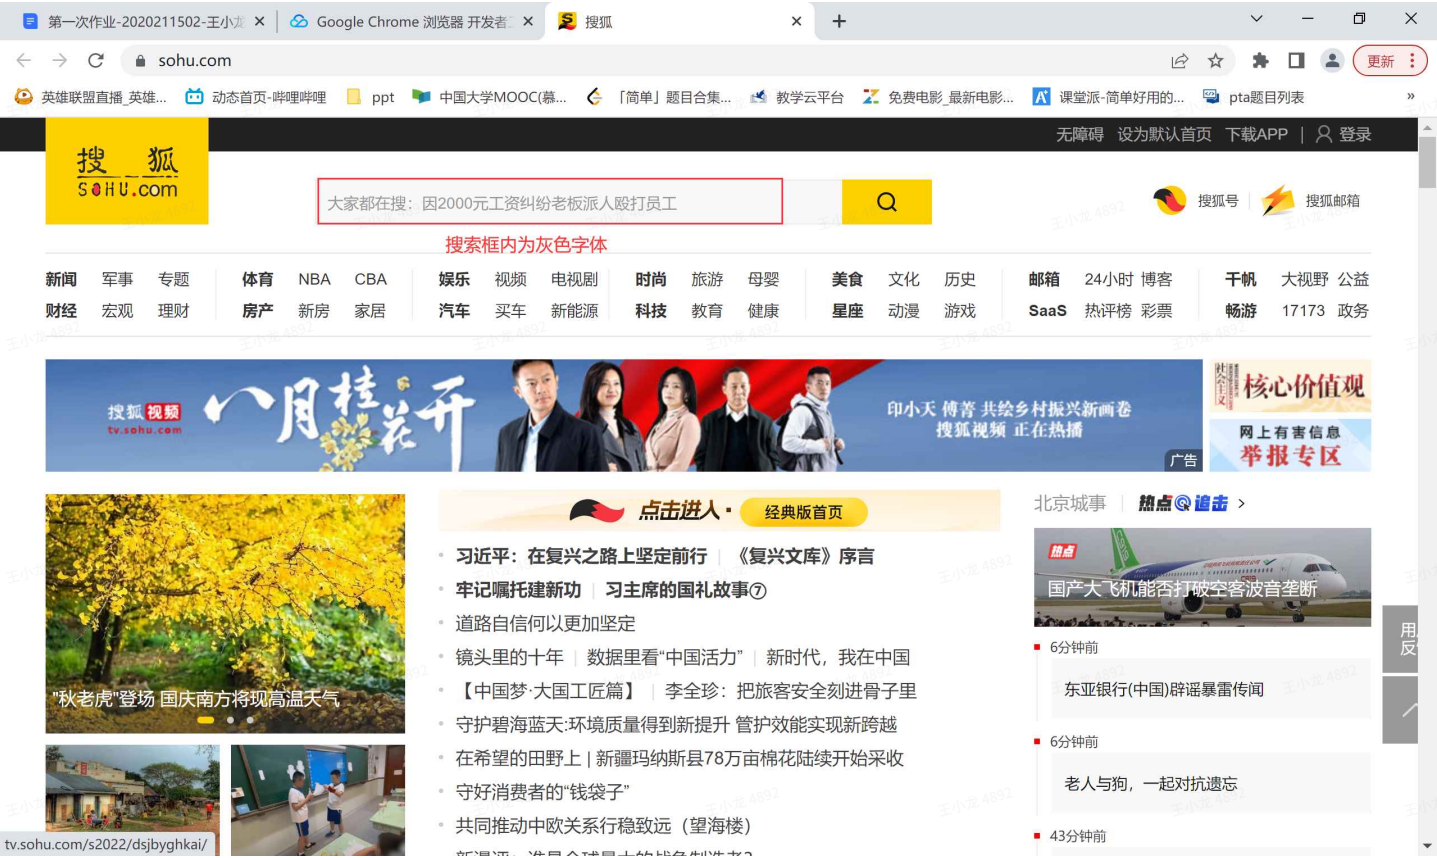 第一次作业-2020211502-王小龙
Google Chrome 浏览器 开发者
搜狐
sohu.com
更新
英雄联盟直播_英雄...
动态首页-哔哩哔哩
ppt
中国大学MOOC(慕...
「简单」题目合集...
教学云平台
免费电影_最新电影...
课堂派-简单好用的...
pta题目列表
»
无障碍 设为默认首页 下载APP | 登录
搜狐
SOHU.com
大家都在搜：因2000元工资纠纷老板派人殴打员工
搜狐号
搜狐邮箱
搜索框内为灰色字体
新闻 军事 专题 体育 NBA CBA 娱乐 视频 电视剧 时尚 旅游 母婴 美食 文化 历史 邮箱 24小时 博客 千帆 大视野 公益
财经 宏观 理财 房产 新房 家居 汽车 买车 新能源 科技 教育 健康 星座 动漫 游戏 SaaS 热评榜 彩票 畅游 17173 政务
搜狐视频
tv.sohu.com
八月桂花开
印小天 傅菁 共绘乡村振兴新画卷
搜狐视频 正在热播
广告
社会主义
核心价值观
网上有害信息
举报专区
点击进入·
经典版首页
北京城事
热点追击
习近平：在复兴之路上坚定前行 | 《复兴文库》序言
牢记嘱托建新功 | 习主席的国礼故事⑦
道路自信何以更加坚定
镜头里的十年 | 数据里看“中国活力” | 新时代，我在中国
【中国梦·大国工匠篇】 | 李全珍：把旅客安全刻进骨子里
守护碧海蓝天:环境质量得到新提升 管护效能实现新跨越
在希望的田野上 | 新疆玛纳斯县78万亩棉花陆续开始采收
守好消费者的“钱袋子”
共同推动中欧关系行稳致远（望海楼）
"秋老虎"登场 国庆南方将现高温天气
热点
国产大飞机能否打破空客波音垄断
6分钟前
东亚银行(中国)辟谣暴雷传闻
6分钟前
老人与狗，一起对抗遗忘
43分钟前
用
反
tv.sohu.com/s2022/dsjbyghkai/
王小龙 4892